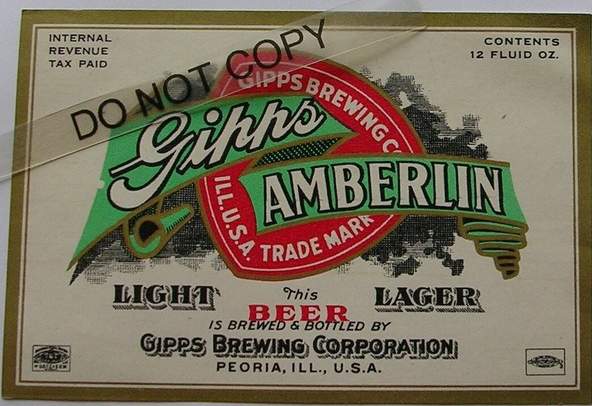 INTERNAL
REVENUE
TAX PAID
CONTENTS
12 FLUID OZ.
DO NOT COPY
GIPPS BREWING C
Gipps
AMBERLIN
ILL. U.S.A. TRADE MARK
LIGHT This LAGER
BEER
IS BREWED & BOTTLED BY
GIPPS BREWING CORPORATION
PEORIA, ILL., U.S.A.